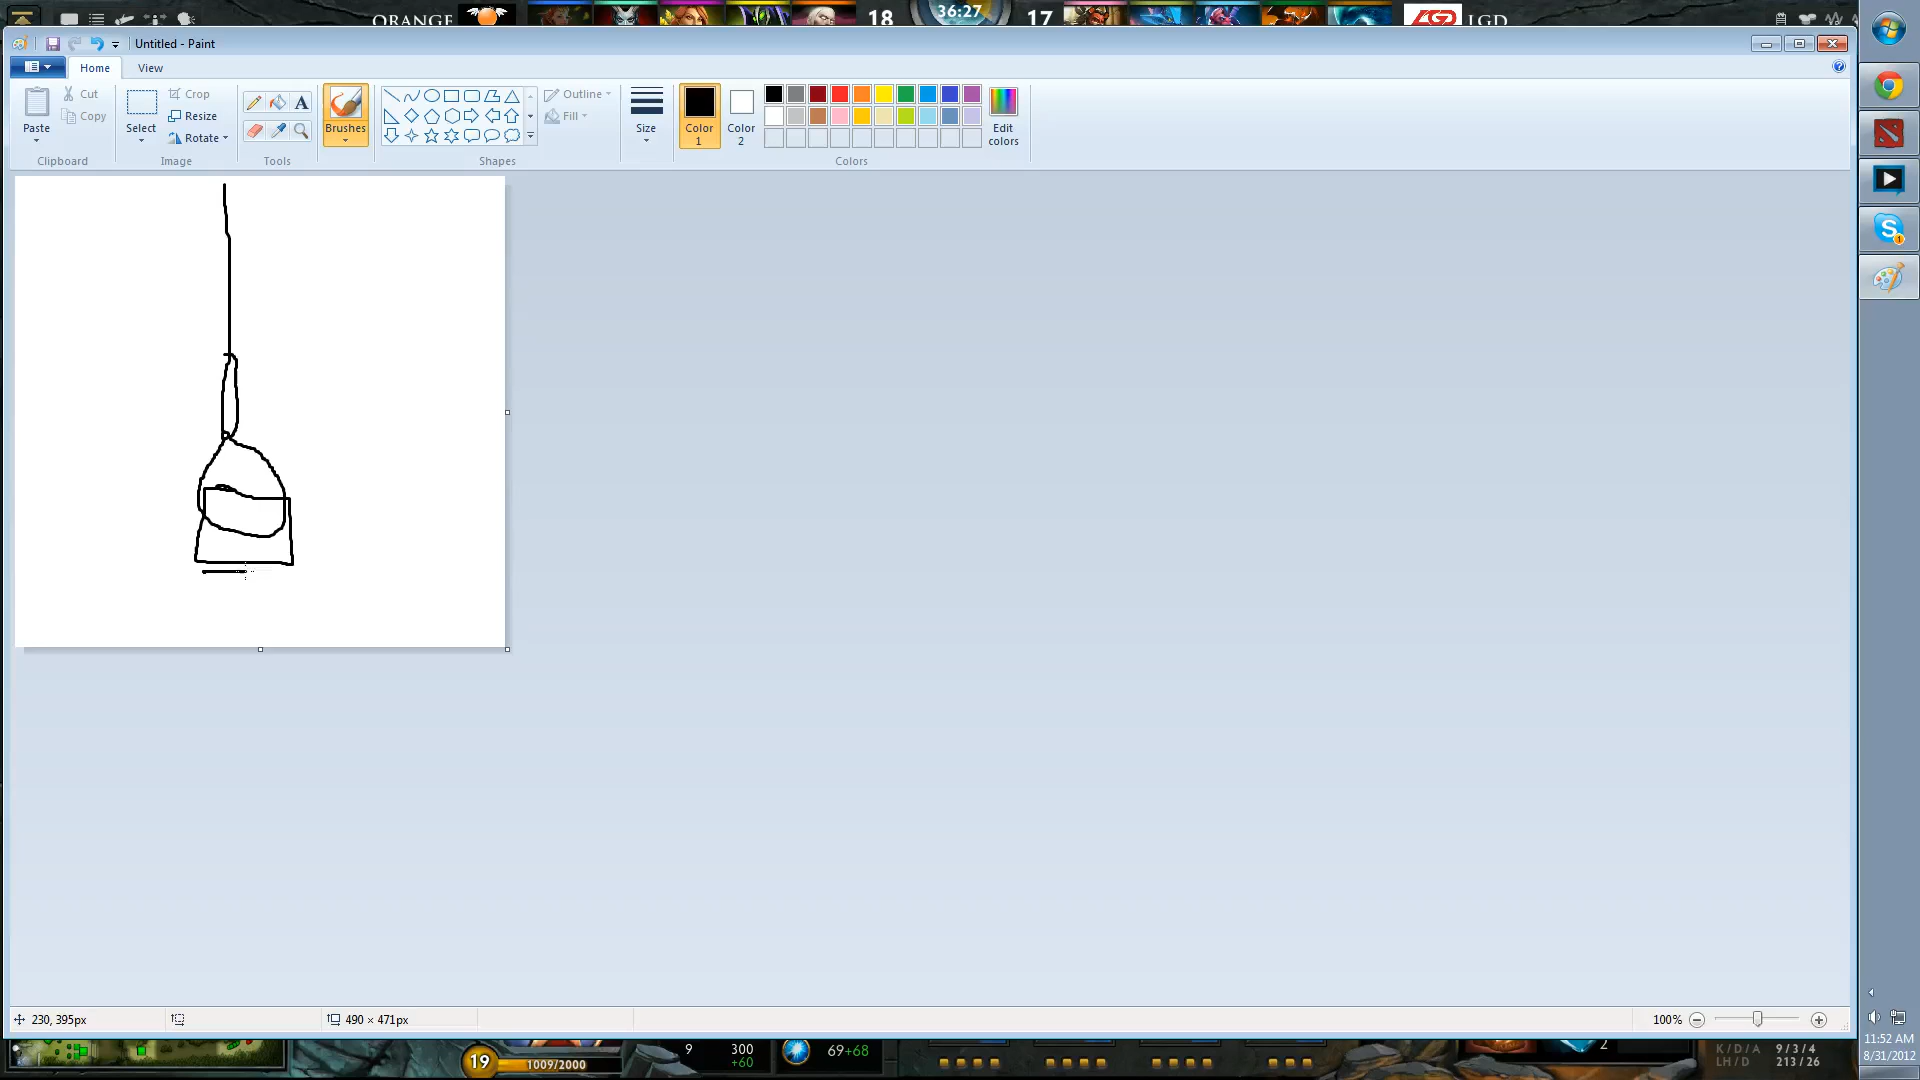 ORANGE 18 36:27 17 LGD
Untitled - Paint
Home View
Cut Crop Outline
Copy Resize Fill
Rotate
Paste Select Brushes Size Color 1 Color 2 Edit colors
Clipboard Image Tools Shapes Colors
230, 395px 490 × 471px 100%
11:52 AM
8/31/2012
19 1009/2000 9 300 +60 69+68 2
K / D / A 9/3/4
LH / D 213/26